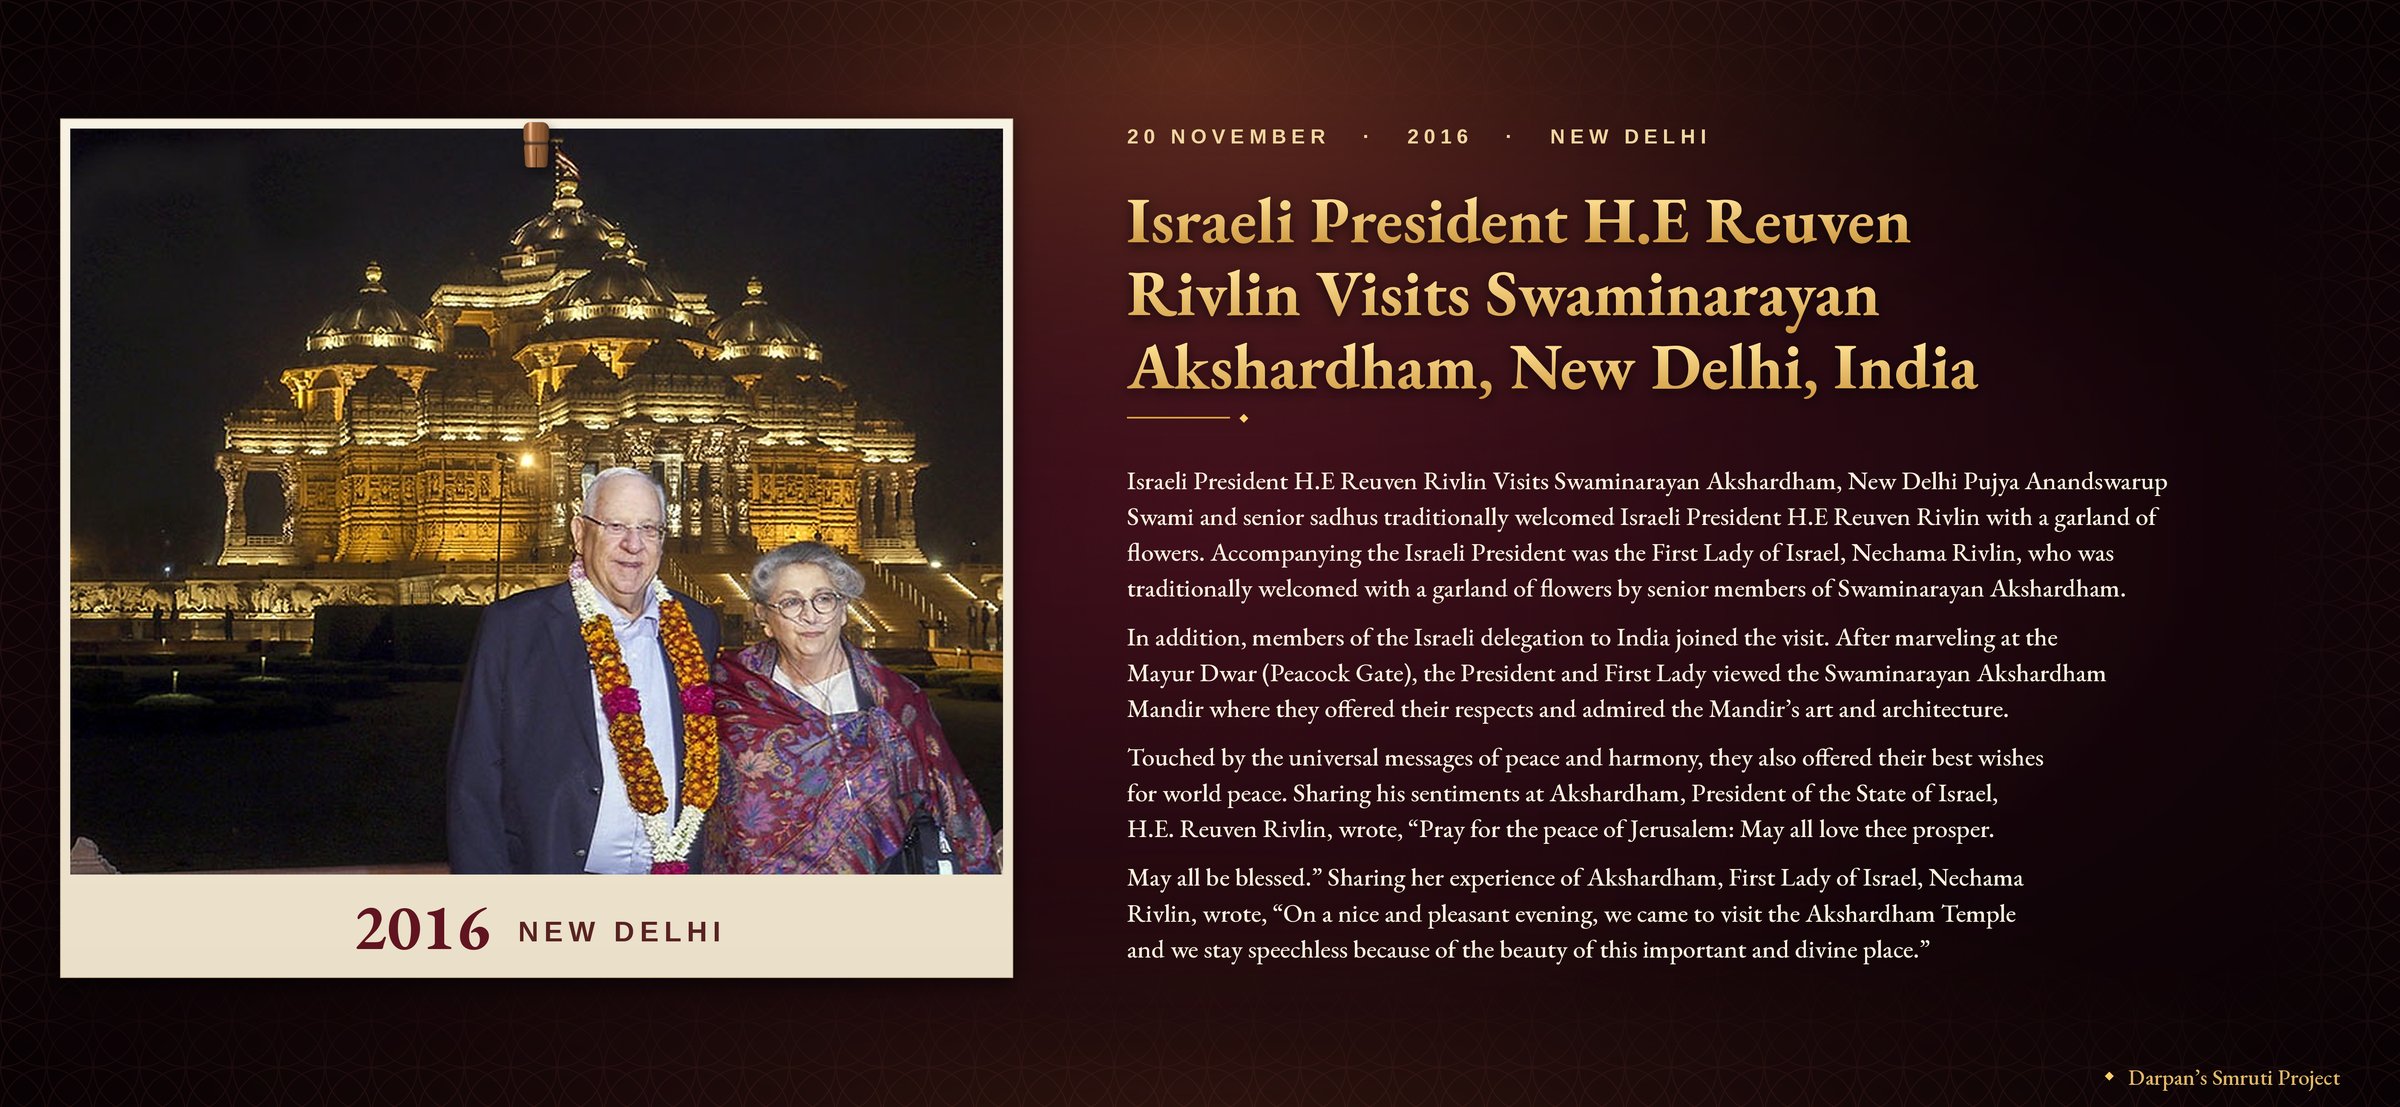 20 NOVEMBER · 2016 · NEW DELHI
Israeli President H.E Reuven
Rivlin Visits Swaminarayan
Akshardham, New Delhi, India
Israeli President H.E Reuven Rivlin Visits Swaminarayan Akshardham, New Delhi Pujya Anandswarup
Swami and senior sadhus traditionally welcomed Israeli President H.E Reuven Rivlin with a garland of
flowers. Accompanying the Israeli President was the First Lady of Israel, Nechama Rivlin, who was
traditionally welcomed with a garland of flowers by senior members of Swaminarayan Akshardham.
In addition, members of the Israeli delegation to India joined the visit. After marveling at the
Mayur Dwar (Peacock Gate), the President and First Lady viewed the Swaminarayan Akshardham
Mandir where they offered their respects and admired the Mandir’s art and architecture.
Touched by the universal messages of peace and harmony, they also offered their best wishes
for world peace. Sharing his sentiments at Akshardham, President of the State of Israel,
H.E. Reuven Rivlin, wrote, “Pray for the peace of Jerusalem: May all love thee prosper.
May all be blessed.” Sharing her experience of Akshardham, First Lady of Israel, Nechama
Rivlin, wrote, “On a nice and pleasant evening, we came to visit the Akshardham Temple
and we stay speechless because of the beauty of this important and divine place.”
2016 NEW DELHI
Darpan’s Smruti Project